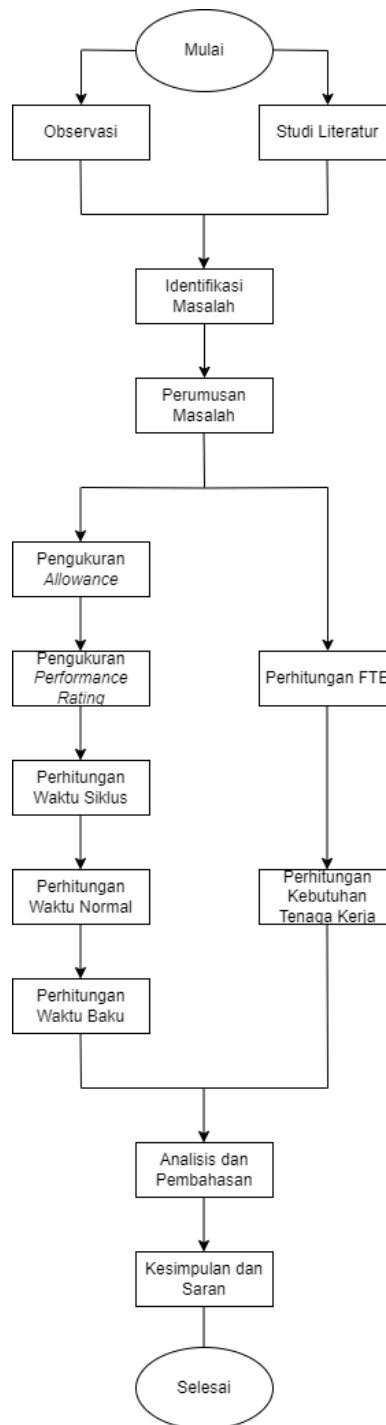 Mulai
Observasi
Studi Literatur
Identifikasi
Masalah
Perumusan
Masalah
Pengukuran
Allowance
Pengukuran
Performance
Rating
Perhitungan FTE
Perhitungan
Waktu Siklus
Perhitungan
Waktu Normal
Perhitungan
Kebutuhan
Tenaga Kerja
Perhitungan
Waktu Baku
Analisis dan
Pembahasan
Kesimpulan dan
Saran
Selesai